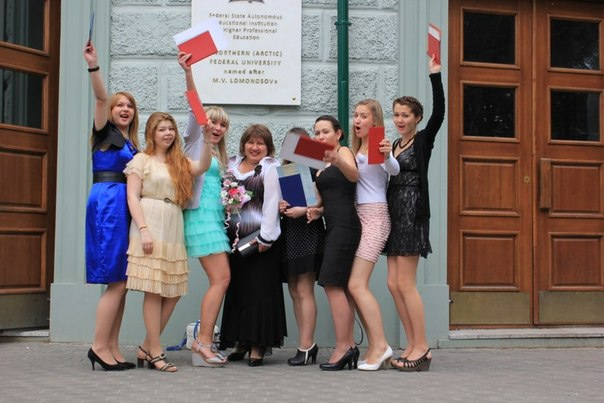 Federal State Autonomous
Educational Institution
Higher Professional
Education
NORTHERN (ARCTIC)
FEDERAL UNIVERSITY
named after
M.V. LOMONOSOV